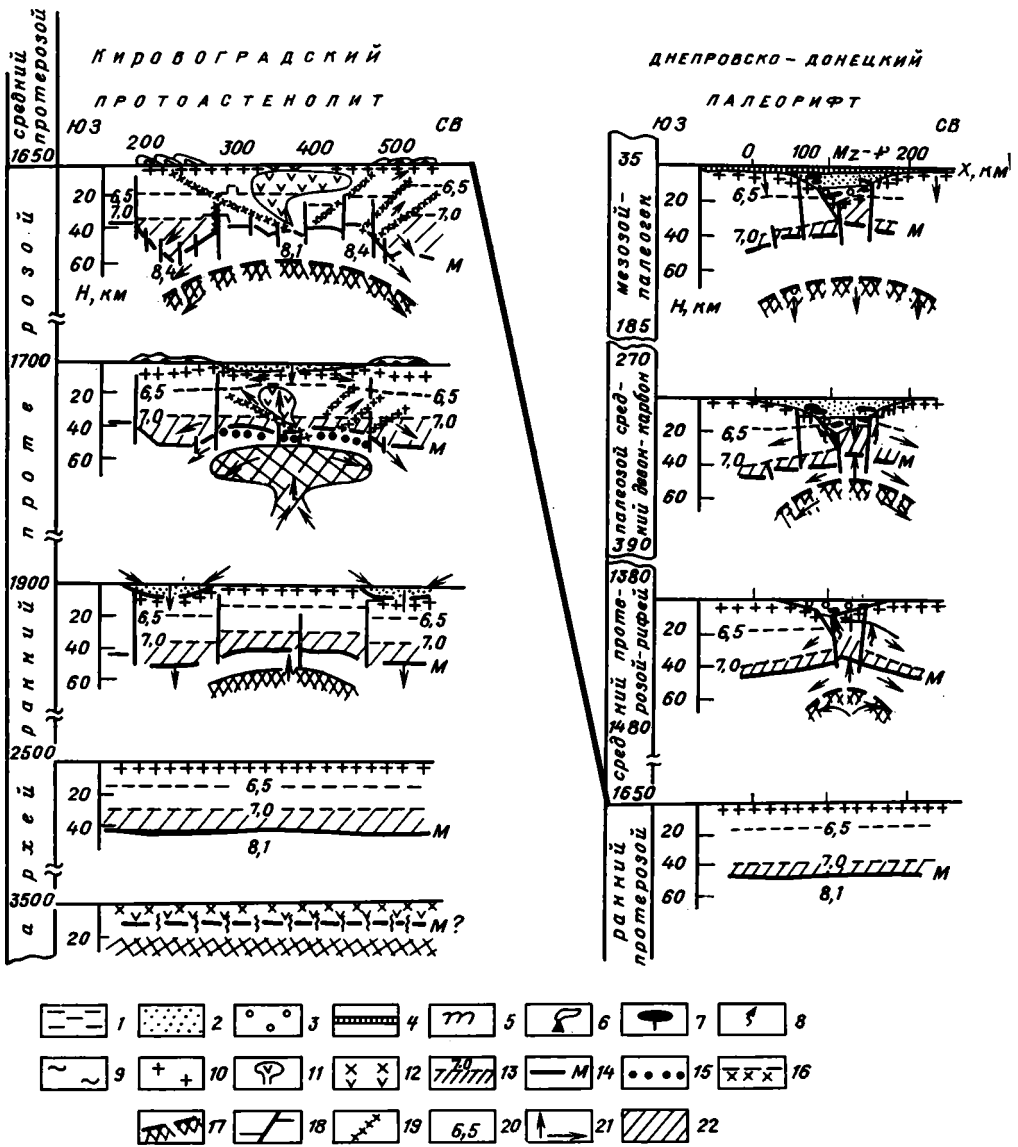 КИРОВОГРАДСКИЙ
ПРОТОАСТЕНОЛИТ
средний протерозой
ЮЗ 200 300 400 500 СВ
1650
20 6,5 6,5
7,0 7,0
40
60 8,4 8,1 8,4 М
Н, км
1700
20 6,5 6,5
7,0 7,0
40 М
60
ранний протерозой
1900
20 6,5 6,5
7,0 7,0
40 М
60
2500
20 6,5
7,0
40 М
8,1
архей
3500
М?
20
ДНЕПРОВСКО-ДОНЕЦКИЙ
ПАЛЕОРИФТ
ЮЗ СВ
35 0 100 Mz-₽ 200
Х, км
20 6,5
7,0
40 М
60
Н, км
мезозой-палеоген
185
270
20 6,5
7,0
40 М
60
палеозой средний девон-карбон
390
1380
20 6,5
7,0
40 М
60
средний протерозой-рифей
1480
1650
20 6,5
40 7,0 М
60 8,1
ранний протерозой
1 2 3 4 5 6 7 8
9 10 11 12 7,0 13 М 14 15 16
17 18 19 6,5 20 21 22